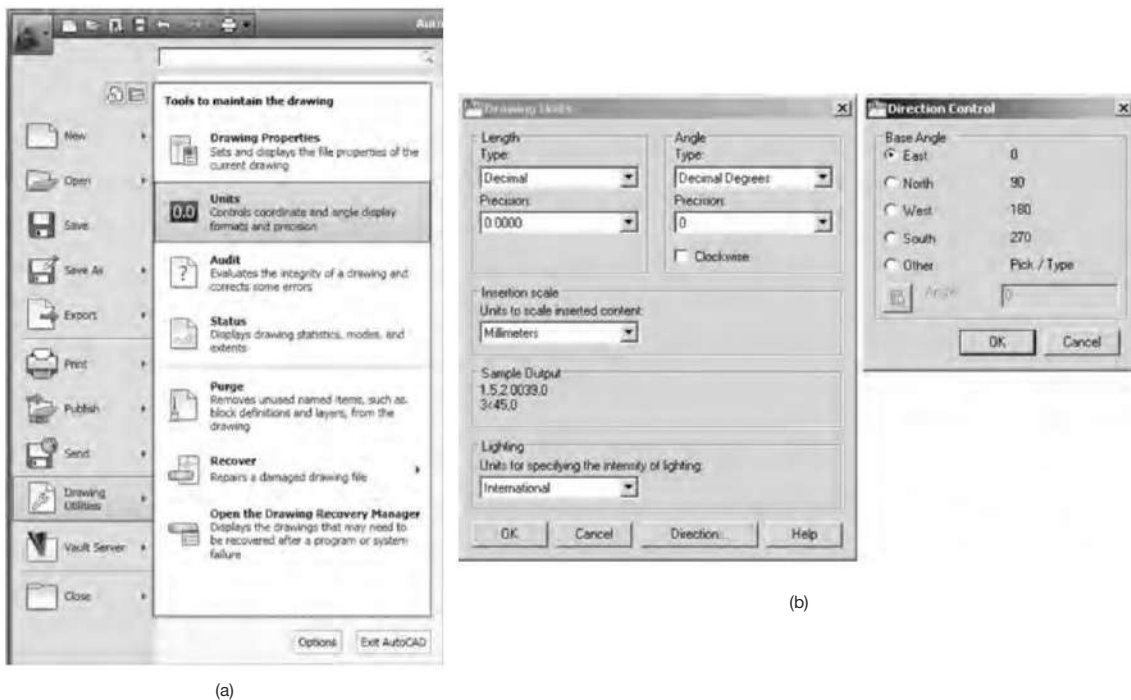 Tools to maintain the drawing
New
Open
Save
Save As
Export
Print
Publish
Send
Drawing
Utilities
Vault Server
Close
Drawing Properties
Sets and displays the file properties of the
current drawing
0.0
Units
Controls coordinate and angle display
formats and precision
Audit
Evaluates the integrity of a drawing and
corrects some errors
Status
Displays drawing statistics, modes, and
extents
Purge
Removes unused named items, such as
block definitions and layers, from the
drawing
Recover
Repairs a damaged drawing file
Open the Drawing Recovery Manager
Displays the drawings that may need to
be recovered after a program or system
failure
Options
Exit AutoCAD
(a)
Drawing Units
Length
Type:
Decimal
Precision:
0.0000
Angle
Type:
Decimal Degrees
Precision:
0
Clockwise
Insertion scale
Units to scale inserted content:
Millimeters
Sample Output
1.5,2.0039,0
3<45,0
Lighting
Units for specifying the intensity of lighting:
International
OK
Cancel
Direction...
Help
Direction Control
Base Angle
East 0
North 90
West 180
South 270
Other Pick / Type
Angle: 0
OK
Cancel
(b)